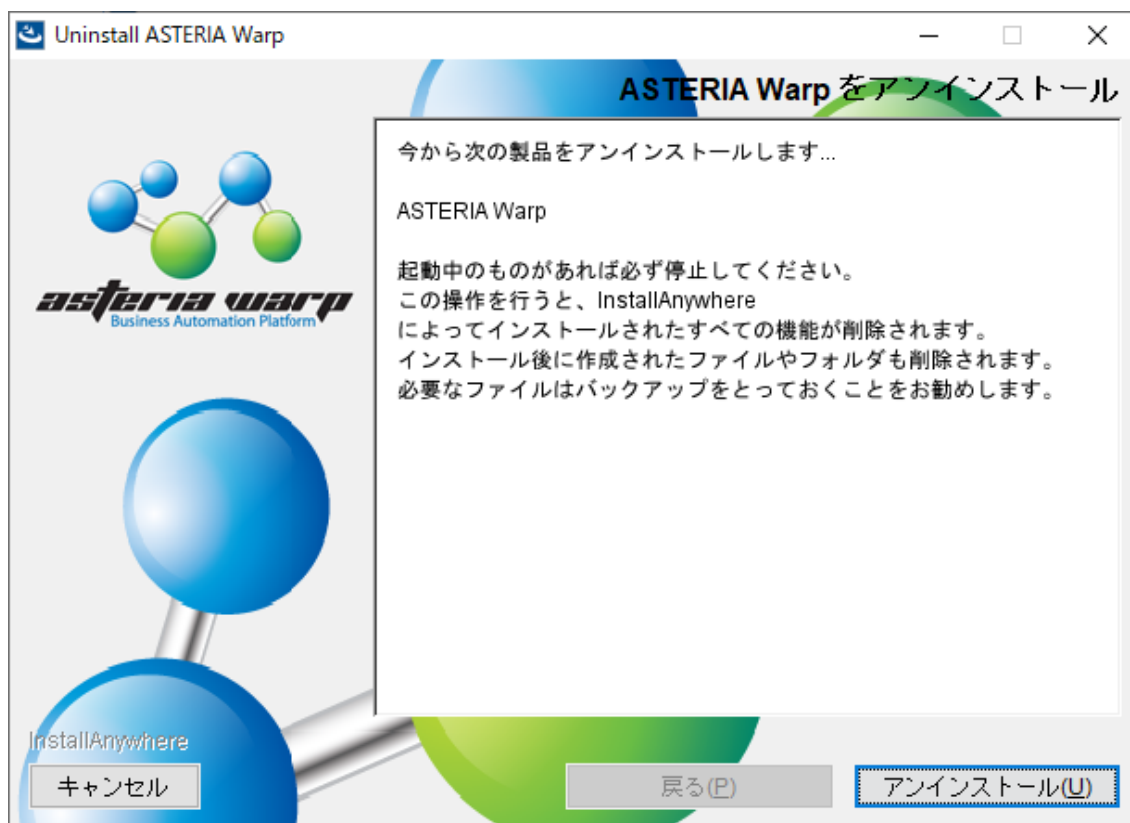 Uninstall ASTERIA Warp
ASTERIA Warp をアンインストール
asteria warp
Business Automation Platform
今から次の製品をアンインストールします...
ASTERIA Warp
起動中のものがあれば必ず停止してください。
この操作を行うと、InstallAnywhere
によってインストールされたすべての機能が削除されます。
インストール後に作成されたファイルやフォルダも削除されます。
必要なファイルはバックアップをとっておくことをお勧めします。
InstallAnywhere
キャンセル
戻る(P)
アンインストール(U)